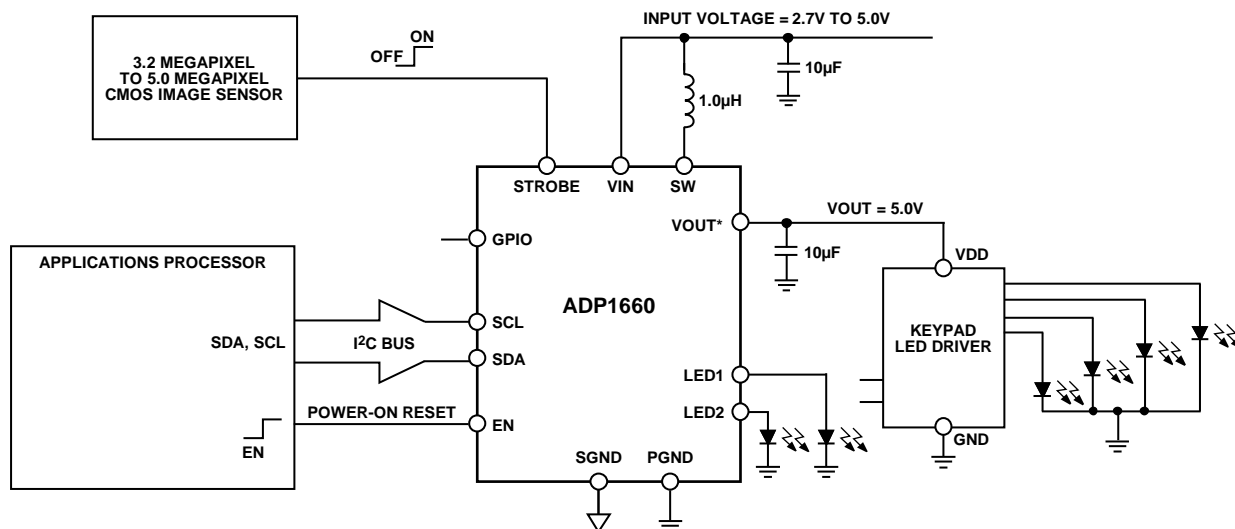 INPUT VOLTAGE = 2.7V TO 5.0V
ON
OFF
3.2 MEGAPIXEL
TO 5.0 MEGAPIXEL
CMOS IMAGE SENSOR
10µF
1.0µH
STROBE
VIN
SW
VOUT*
VOUT = 5.0V
GPIO
10µF
VDD
APPLICATIONS PROCESSOR
ADP1660
SCL
KEYPAD
LED DRIVER
SDA, SCL
I²C BUS
SDA
LED1
LED2
POWER-ON RESET
EN
EN
GND
SGND
PGND